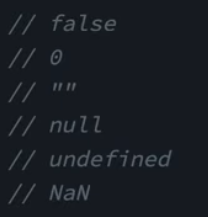 // false
// 0
// ""
// null
// undefined
// NaN